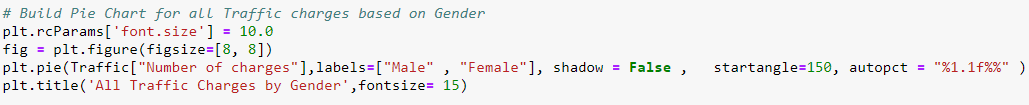 # Build Pie Chart for all Traffic charges based on Gender
plt.rcParams['font.size'] = 10.0
fig = plt.figure(figsize=[8, 8])
plt.pie(Traffic["Number of charges"],labels=["Male" , "Female"], shadow = False ,   startangle=150, autopct = "%1.1f%%" )
plt.title('All Traffic Charges by Gender',fontsize= 15)